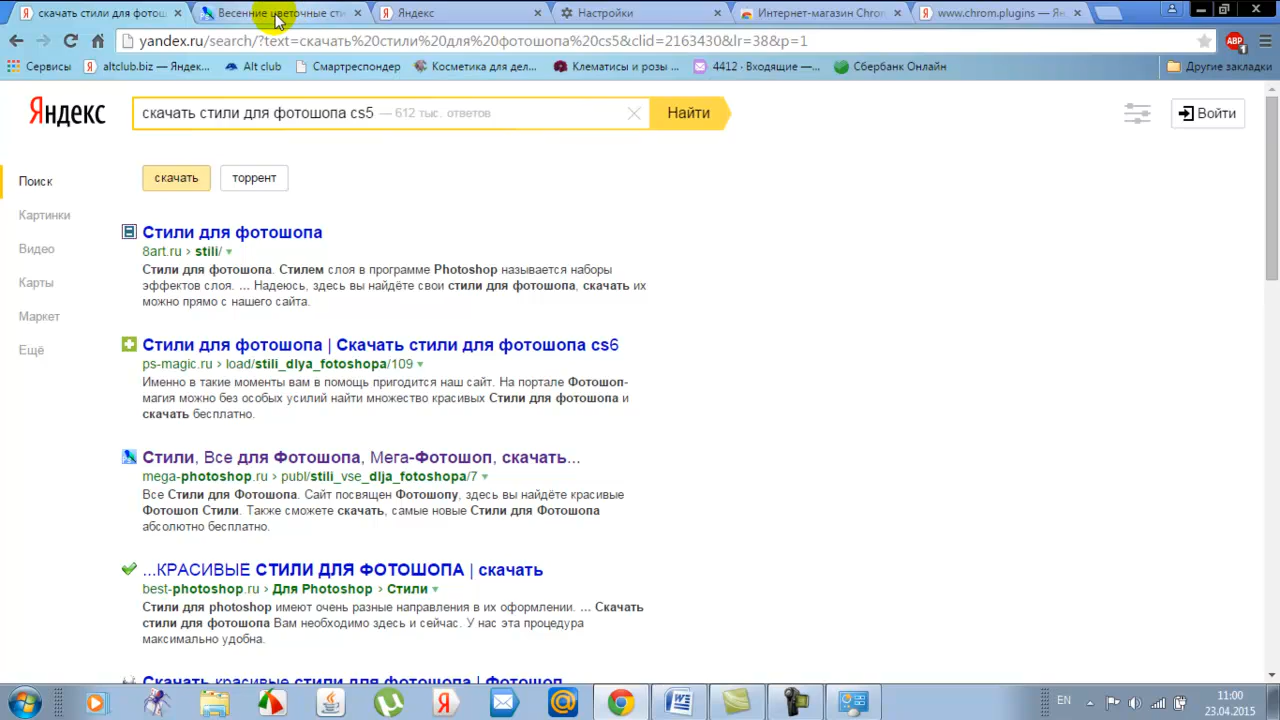 скачать стили для фотош
Весенние цветочные сти
Яндекс
Настройки
Интернет-магазин Chron
www.chrom.plugins — Ян
yandex.ru/search/?text=скачать%20стили%20для%20фотошопа%20cs5&clid=2163430&lr=38&p=1
ABP
1
Сервисы
altclub.biz — Яндек...
Alt club
Смартреспондер
Косметика для дел...
Клематисы и розы ...
4412 · Входящие —...
Сбербанк Онлайн
Другие закладки
Яндекс
скачать стили для фотошопа cs5 — 612 тыс. ответов
Найти
Войти
скачать
торрент
Поиск
Картинки
Видео
Карты
Маркет
Ещё
Стили для фотошопа
8art.ru › stili/
Стили для фотошопа. Стилем слоя в программе Photoshop называется наборы
эффектов слоя. ... Надеюсь, здесь вы найдёте свои стили для фотошопа, скачать их
можно прямо с нашего сайта.
Стили для фотошопа | Скачать стили для фотошопа cs6
ps-magic.ru › load/stili_dlya_fotoshopa/109
Именно в такие моменты вам в помощь пригодится наш сайт. На портале Фотошоп-
магия можно без особых усилий найти множество красивых Стили для фотошопа и
скачать бесплатно.
Стили, Все для Фотошопа, Мега-Фотошоп, скачать...
mega-photoshop.ru › publ/stili_vse_dlja_fotoshopa/7
Все Стили для Фотошопа. Сайт посвящен Фотошопу, здесь вы найдёте красивые
Фотошоп Стили. Также сможете скачать, самые новые Стили для Фотошопа
абсолютно бесплатно.
...КРАСИВЫЕ СТИЛИ ДЛЯ ФОТОШОПА | скачать
best-photoshop.ru › Для Photoshop › Стили
Стили для photoshop имеют очень разные направления в их оформлении. ... Скачать
стили для фотошопа Вам необходимо здесь и сейчас. У нас эта процедура
максимально удобна.
Скачать красивые стили для фотошопа | Фотошоп
EN
11:00
23.04.2015